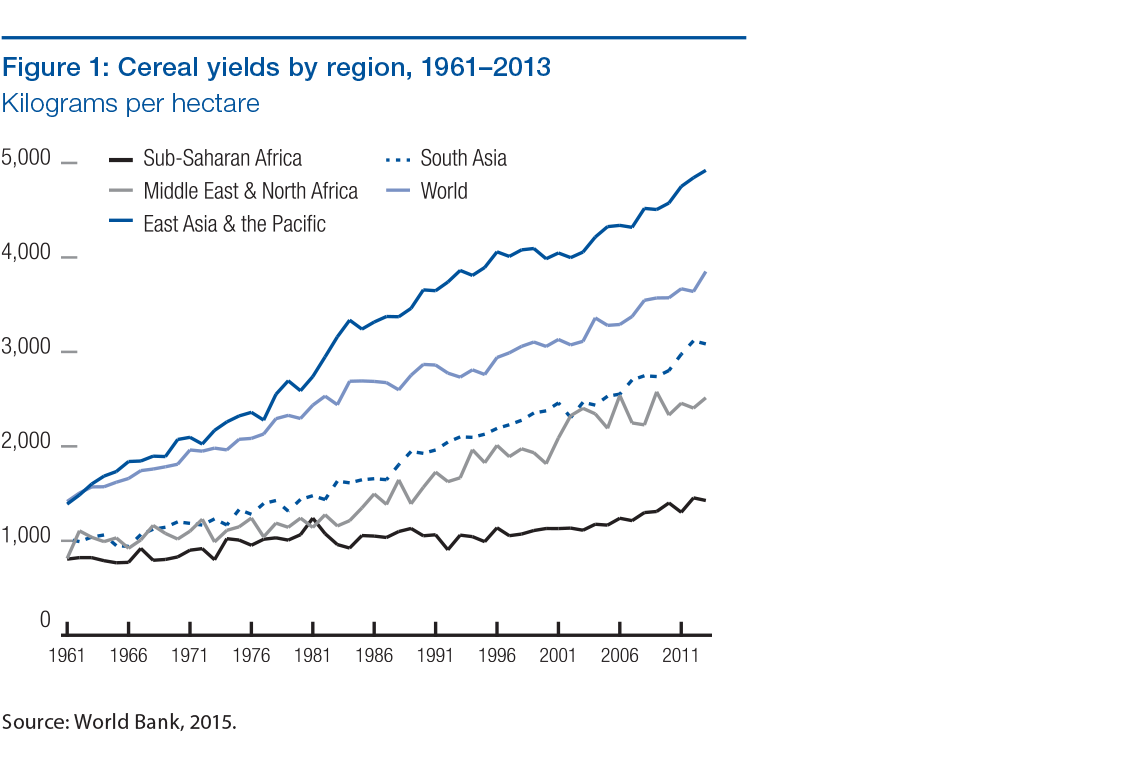 Figure 1: Cereal yields by region, 1961–2013
Kilograms per hectare
5,000
Sub-Saharan Africa
South Asia
Middle East & North Africa
World
East Asia & the Pacific
4,000
3,000
2,000
1,000
0
1961 1966 1971 1976 1981 1986 1991 1996 2001 2006 2011
Source: World Bank, 2015.